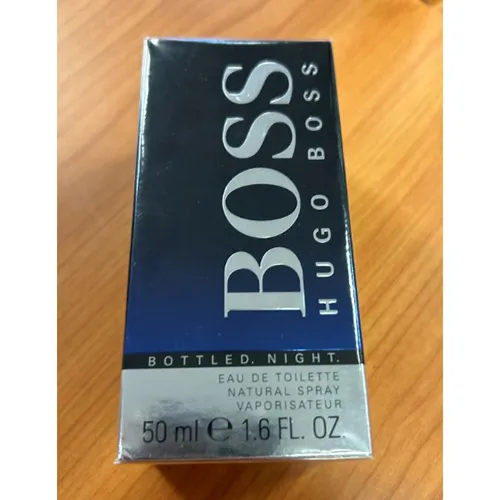 BOSS
HUGO BOSS
BOTTLED. NIGHT.
EAU DE TOILETTE
NATURAL SPRAY
VAPORISATEUR
50 ml ℮ 1.6 FL. OZ.